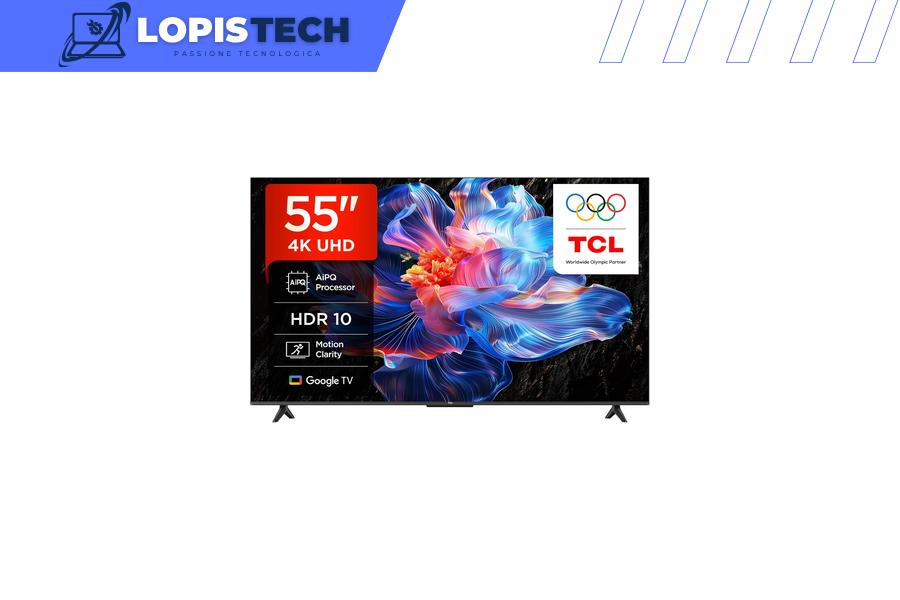 LOPISTECH
PASSIONE TECNOLOGICA
55"
4K UHD
AiPQ
AiPQ
Processor
HDR 10
Motion
Clarity
Google TV
TCL
Worldwide Olympic Partner